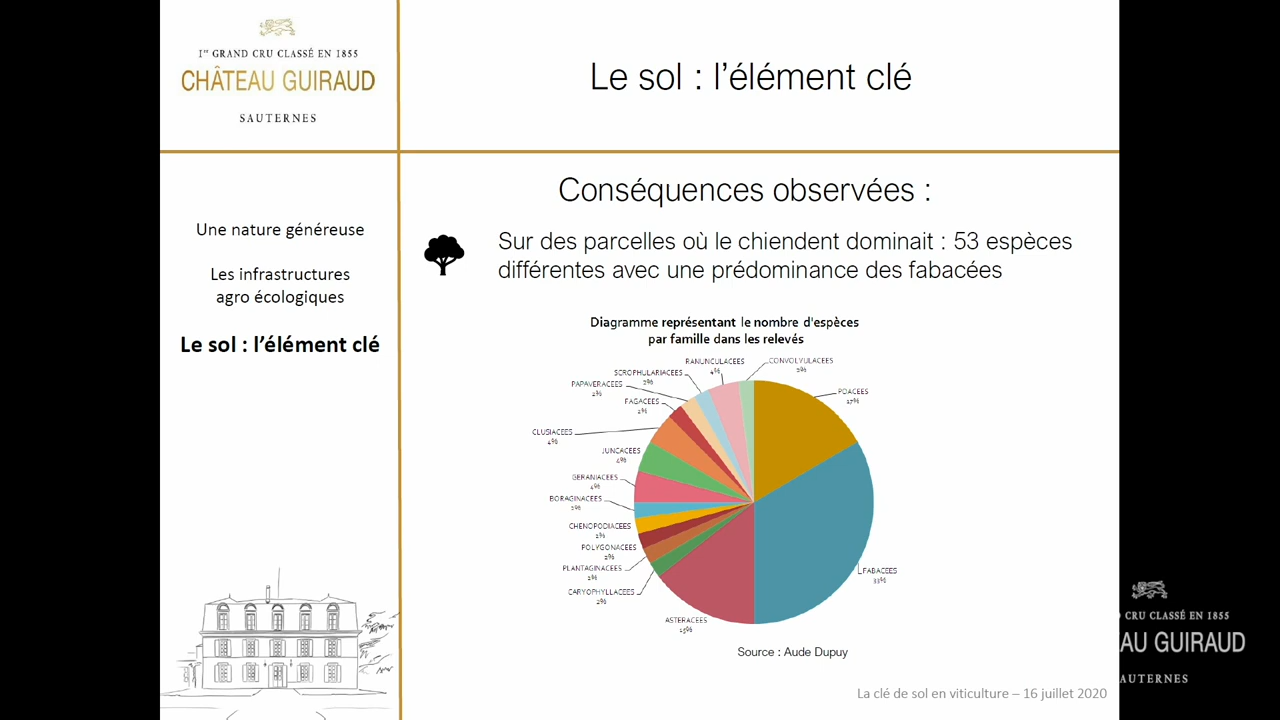 1er GRAND CRU CLASSÉ EN 1855
CHÂTEAU GUIRAUD
SAUTERNES
Le sol : l’élément clé
Une nature généreuse
Les infrastructures
agro écologiques
Le sol : l’élément clé
Conséquences observées :
Sur des parcelles où le chiendent dominait : 53 espèces
différentes avec une prédominance des fabacées
Diagramme représentant le nombre d'espèces
par famille dans les relevés
RANUNCULACEES
4%
CONVOLVULACEES
2%
SCROPHULARIACEES
2%
PAPAVERACEES
2%
FAGACEES
2%
POACEES
17%
CLUSIACEES
4%
JUNCACEES
4%
GERANIACEES
4%
BORAGINACEES
2%
CHENOPODIACEES
2%
POLYGONACEES
2%
PLANTAGINACEES
2%
CARYOPHYLLACEES
2%
FABACEES
33%
ASTERACEES
15%
Source : Aude Dupuy
La clé de sol en viticulture – 16 juillet 2020
CRU CLASSÉ EN 1855
AU GUIRAUD
AUTERNES